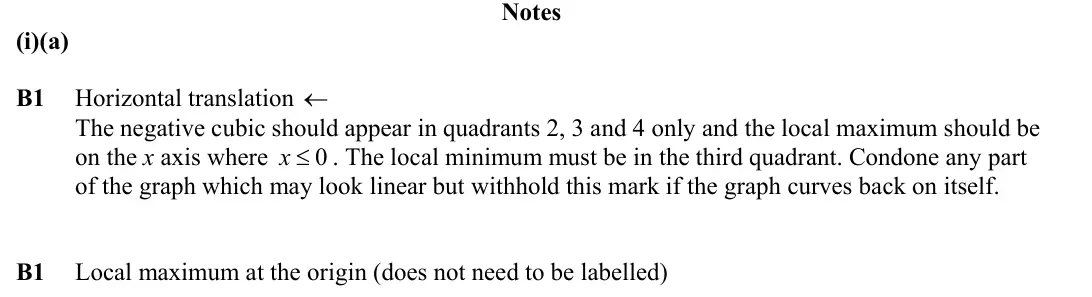 Notes
(i)(a)
B1 Horizontal translation ←
The negative cubic should appear in quadrants 2, 3 and 4 only and the local maximum should be
on the x axis where x ≤ 0 . The local minimum must be in the third quadrant. Condone any part
of the graph which may look linear but withhold this mark if the graph curves back on itself.
B1 Local maximum at the origin (does not need to be labelled)